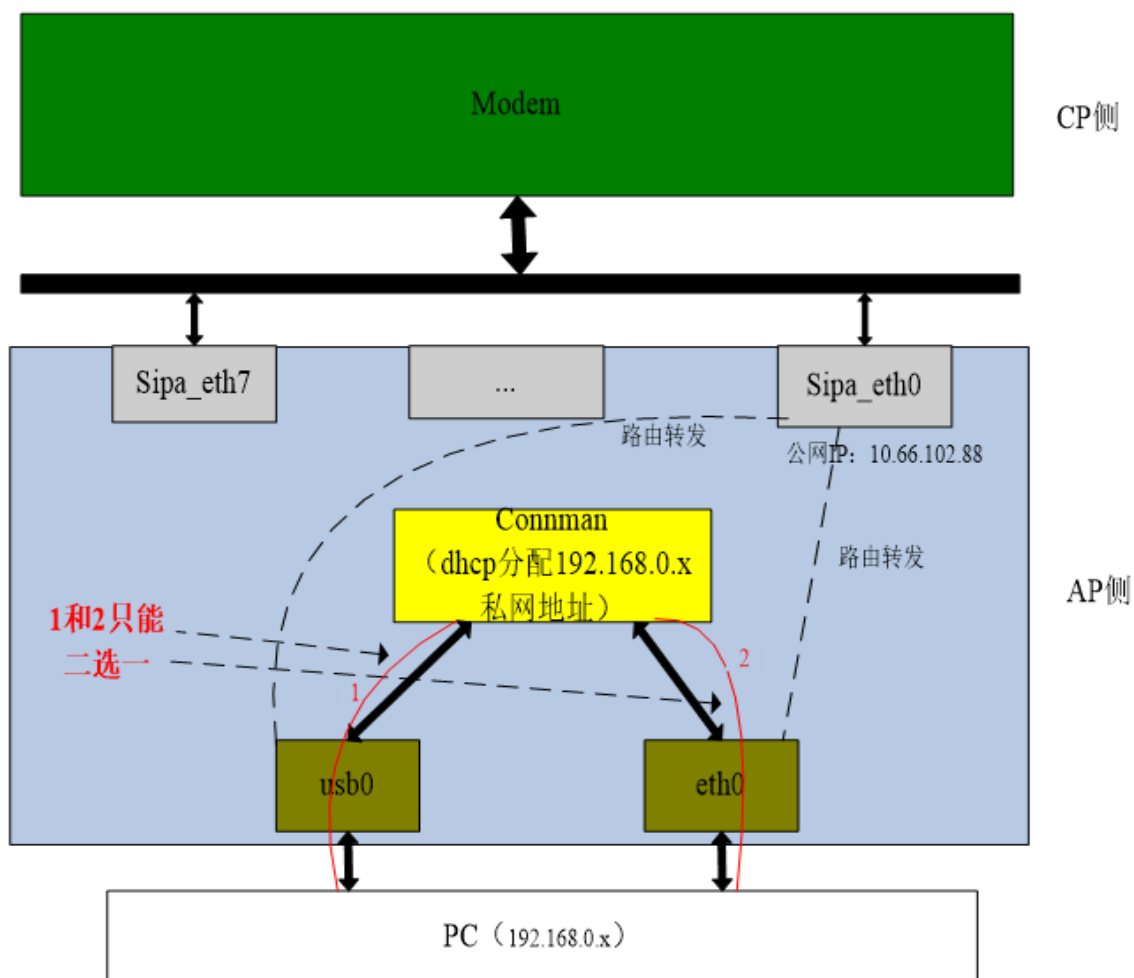 Modem
CP侧
Sipa_eth7
...
Sipa_eth0
路由转发
公网IP：10.66.102.88
Connman
（dhcp分配192.168.0.x
私网地址）
路由转发
AP侧
1和2只能
二选一
1
2
usb0
eth0
PC（192.168.0.x）